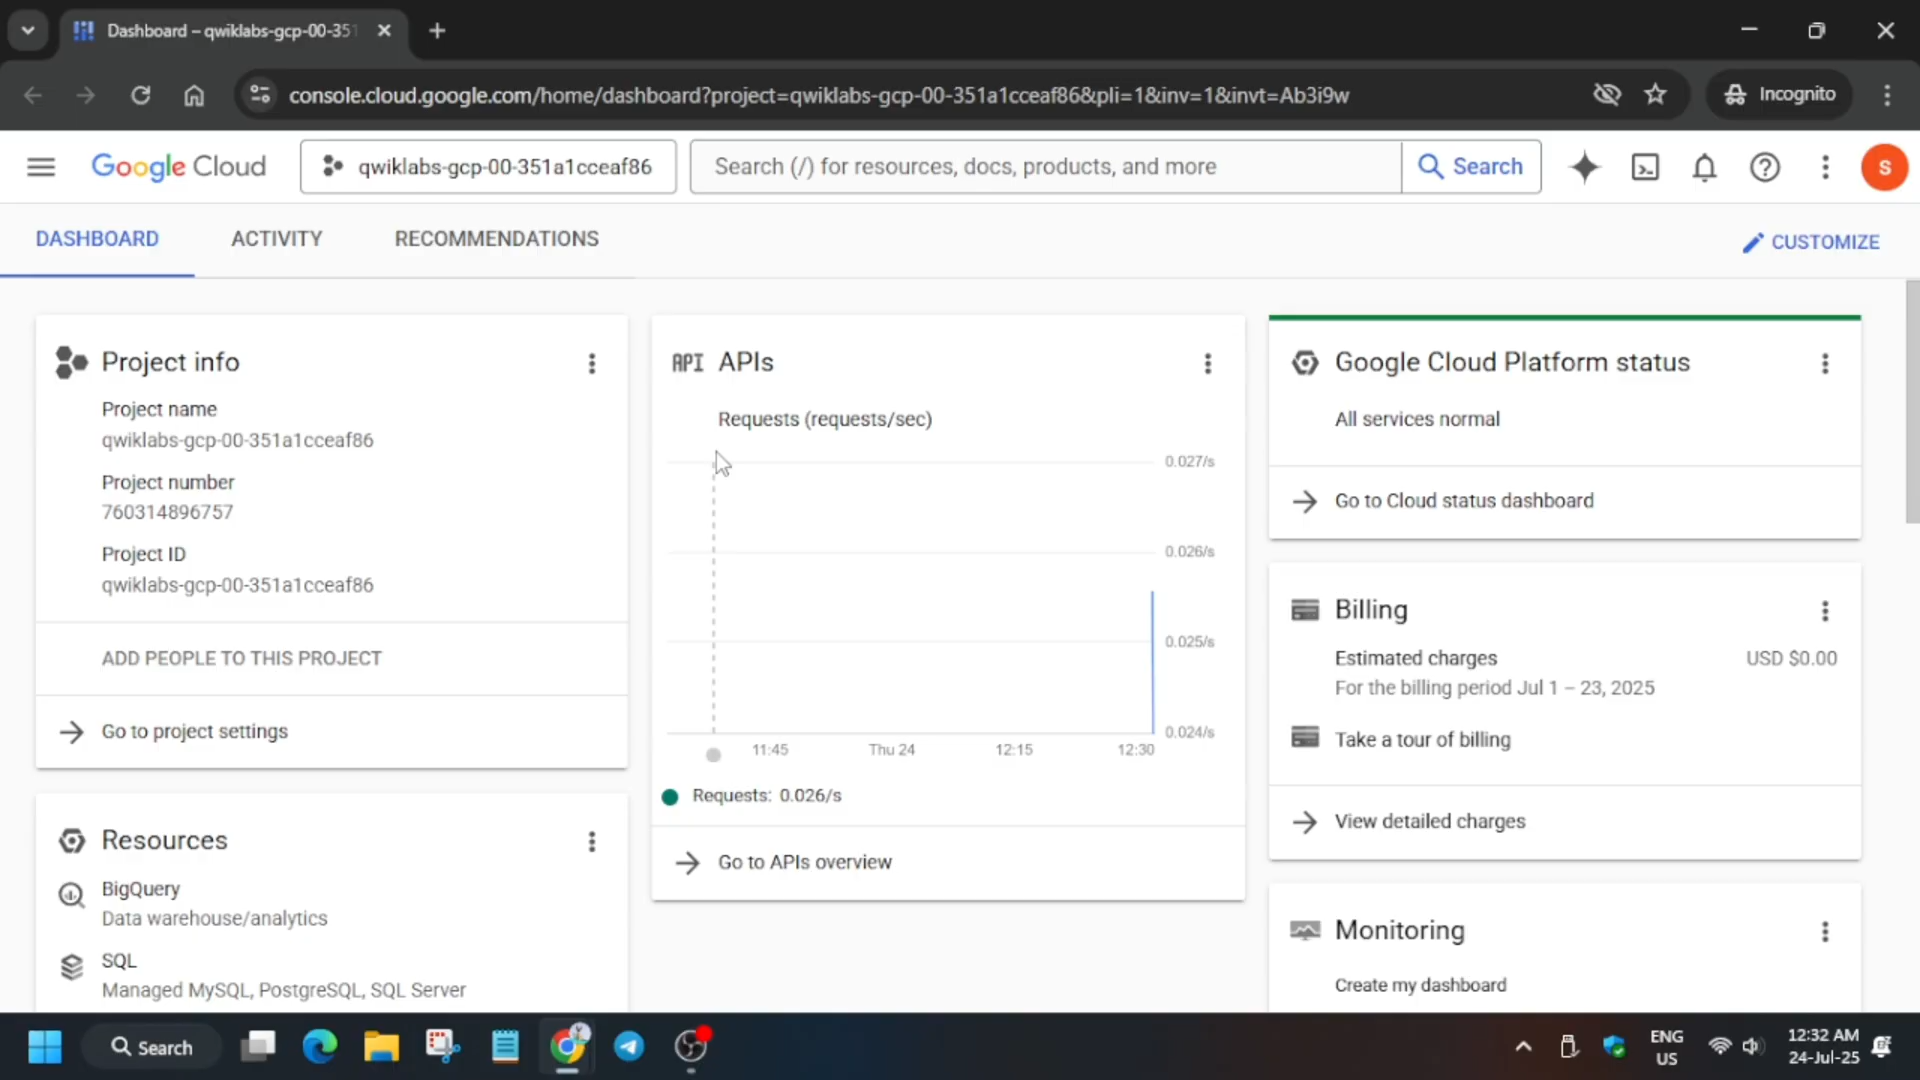 Dashboard – qwiklabs-gcp-00-351
console.cloud.google.com/home/dashboard?project=qwiklabs-gcp-00-351a1cceaf86&pli=1&inv=1&invt=Ab3i9w
Incognito
Google Cloud
qwiklabs-gcp-00-351a1cceaf86
Search (/) for resources, docs, products, and more
Search
S
DASHBOARD
ACTIVITY
RECOMMENDATIONS
CUSTOMIZE
Project info
Project name
qwiklabs-gcp-00-351a1cceaf86
Project number
760314896757
Project ID
qwiklabs-gcp-00-351a1cceaf86
ADD PEOPLE TO THIS PROJECT
Go to project settings
Resources
BigQuery
Data warehouse/analytics
SQL
Managed MySQL, PostgreSQL, SQL Server
API APIs
Requests (requests/sec)
0.027/s
0.026/s
0.025/s
0.024/s
11:45
Thu 24
12:15
12:30
Requests: 0.026/s
Go to APIs overview
Google Cloud Platform status
All services normal
Go to Cloud status dashboard
Billing
Estimated charges
USD $0.00
For the billing period Jul 1 – 23, 2025
Take a tour of billing
View detailed charges
Monitoring
Create my dashboard
Search
ENG
US
12:32 AM
24-Jul-25